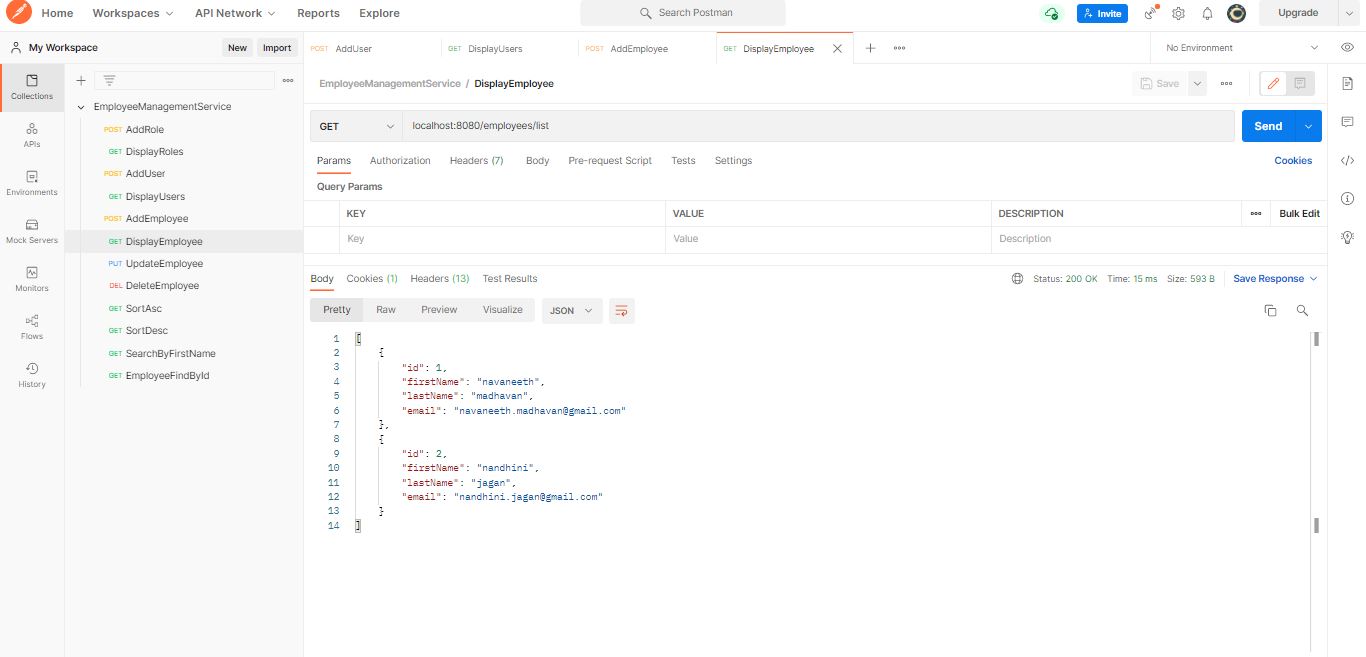 Home Workspaces API Network Reports Explore Search Postman Invite Upgrade
My Workspace New Import
POST AddUser GET DisplayUsers POST AddEmployee GET DisplayEmployee No Environment
Collections
APIs
Environments
Mock Servers
Monitors
Flows
History
EmployeeManagementService
POST AddRole
GET DisplayRoles
POST AddUser
GET DisplayUsers
POST AddEmployee
GET DisplayEmployee
PUT UpdateEmployee
DEL DeleteEmployee
GET SortAsc
GET SortDesc
GET SearchByFirstName
GET EmployeeFindById
EmployeeManagementService / DisplayEmployee Save
GET localhost:8080/employees/list Send
Params Authorization Headers (7) Body Pre-request Script Tests Settings Cookies
Query Params
KEY VALUE DESCRIPTION Bulk Edit
Key Value Description
Body Cookies (1) Headers (13) Test Results Status: 200 OK Time: 15 ms Size: 593 B Save Response
Pretty Raw Preview Visualize JSON
1 [
2 {
3 "id": 1,
4 "firstName": "navaneeth",
5 "lastName": "madhavan",
6 "email": "navaneeth.madhavan@gmail.com"
7 },
8 {
9 "id": 2,
10 "firstName": "nandhini",
11 "lastName": "jagan",
12 "email": "nandhini.jagan@gmail.com"
13 }
14 ]